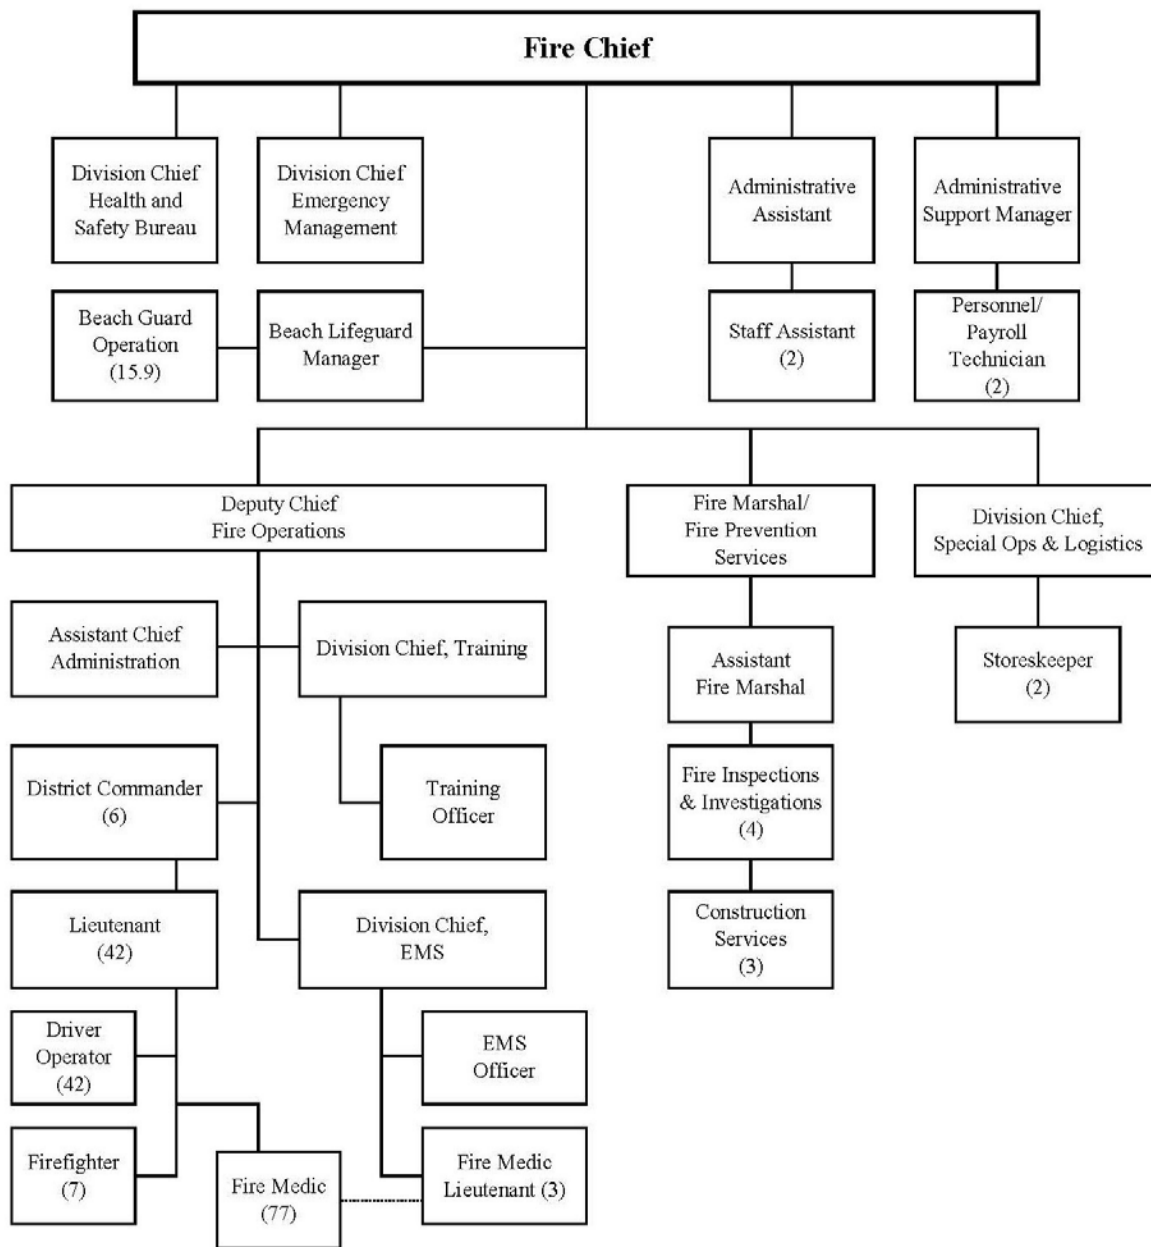 Fire Chief
Division Chief
Health and
Safety Bureau
Division Chief
Emergency
Management
Administrative
Assistant
Administrative
Support Manager
Beach Guard
Operation
(15.9)
Beach Lifeguard
Manager
Staff Assistant
(2)
Personnel/
Payroll
Technician
(2)
Deputy Chief
Fire Operations
Fire Marshal/
Fire Prevention
Services
Division Chief,
Special Ops & Logistics
Assistant Chief
Administration
Division Chief, Training
Assistant
Fire Marshal
Storeskeeper
(2)
District Commander
(6)
Training
Officer
Fire Inspections
& Investigations
(4)
Lieutenant
(42)
Division Chief,
EMS
Construction
Services
(3)
Driver
Operator
(42)
EMS
Officer
Firefighter
(7)
Fire Medic
(77)
Fire Medic
Lieutenant (3)